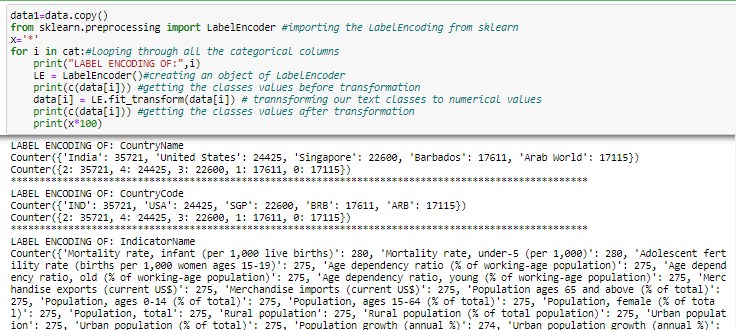 data1=data.copy()
from sklearn.preprocessing import LabelEncoder #importing the LabelEncoding from sklearn
x='*'
for i in cat:#looping through all the categorical columns
print("LABEL ENCODING OF:",i)
LE = LabelEncoder()#creating an object of LabelEncoder
print(c(data[i])) #getting the classes values before transformation
data[i] = LE.fit_transform(data[i]) # trannsforming our text classes to numerical values
print(c(data[i])) #getting the classes values after transformation
print(x*100)
LABEL ENCODING OF: CountryName
Counter({'India': 35721, 'United States': 24425, 'Singapore': 22600, 'Barbados': 17611, 'Arab World': 17115})
Counter({2: 35721, 4: 24425, 3: 22600, 1: 17611, 0: 17115})
****************************************************************************************************
LABEL ENCODING OF: CountryCode
Counter({'IND': 35721, 'USA': 24425, 'SGP': 22600, 'BRB': 17611, 'ARB': 17115})
Counter({2: 35721, 4: 24425, 3: 22600, 1: 17611, 0: 17115})
****************************************************************************************************
LABEL ENCODING OF: IndicatorName
Counter({'Mortality rate, infant (per 1,000 live births)': 280, 'Mortality rate, under-5 (per 1,000)': 280, 'Adolescent fert
ility rate (births per 1,000 women ages 15-19)': 275, 'Age dependency ratio (% of working-age population)': 275, 'Age depend
ency ratio, old (% of working-age population)': 275, 'Age dependency ratio, young (% of working-age population)': 275, 'Merc
handise exports (current US$)': 275, 'Merchandise imports (current US$)': 275, 'Population ages 65 and above (% of total)':
275, 'Population, ages 0-14 (% of total)': 275, 'Population, ages 15-64 (% of total)': 275, 'Population, female (% of tota
l)': 275, 'Population, total': 275, 'Rural population': 275, 'Rural population (% of total population)': 275, 'Urban populat
ion': 275, 'Urban population (% of total)': 275, 'Population growth (annual %)': 274, 'Urban population growth (annual %)':